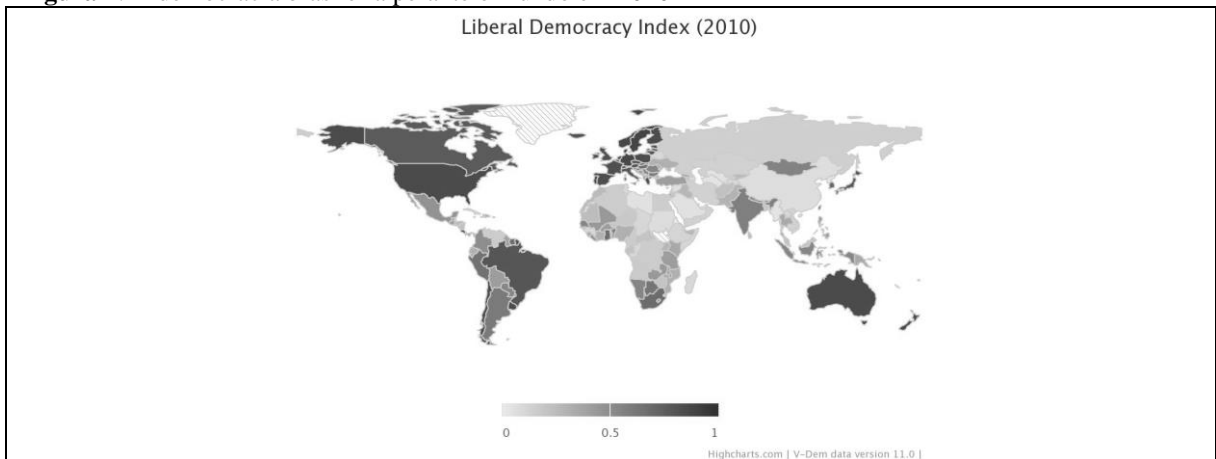 Liberal Democracy Index (2010)
0
0.5
1
Highcharts.com | V-Dem data version 11.0 |